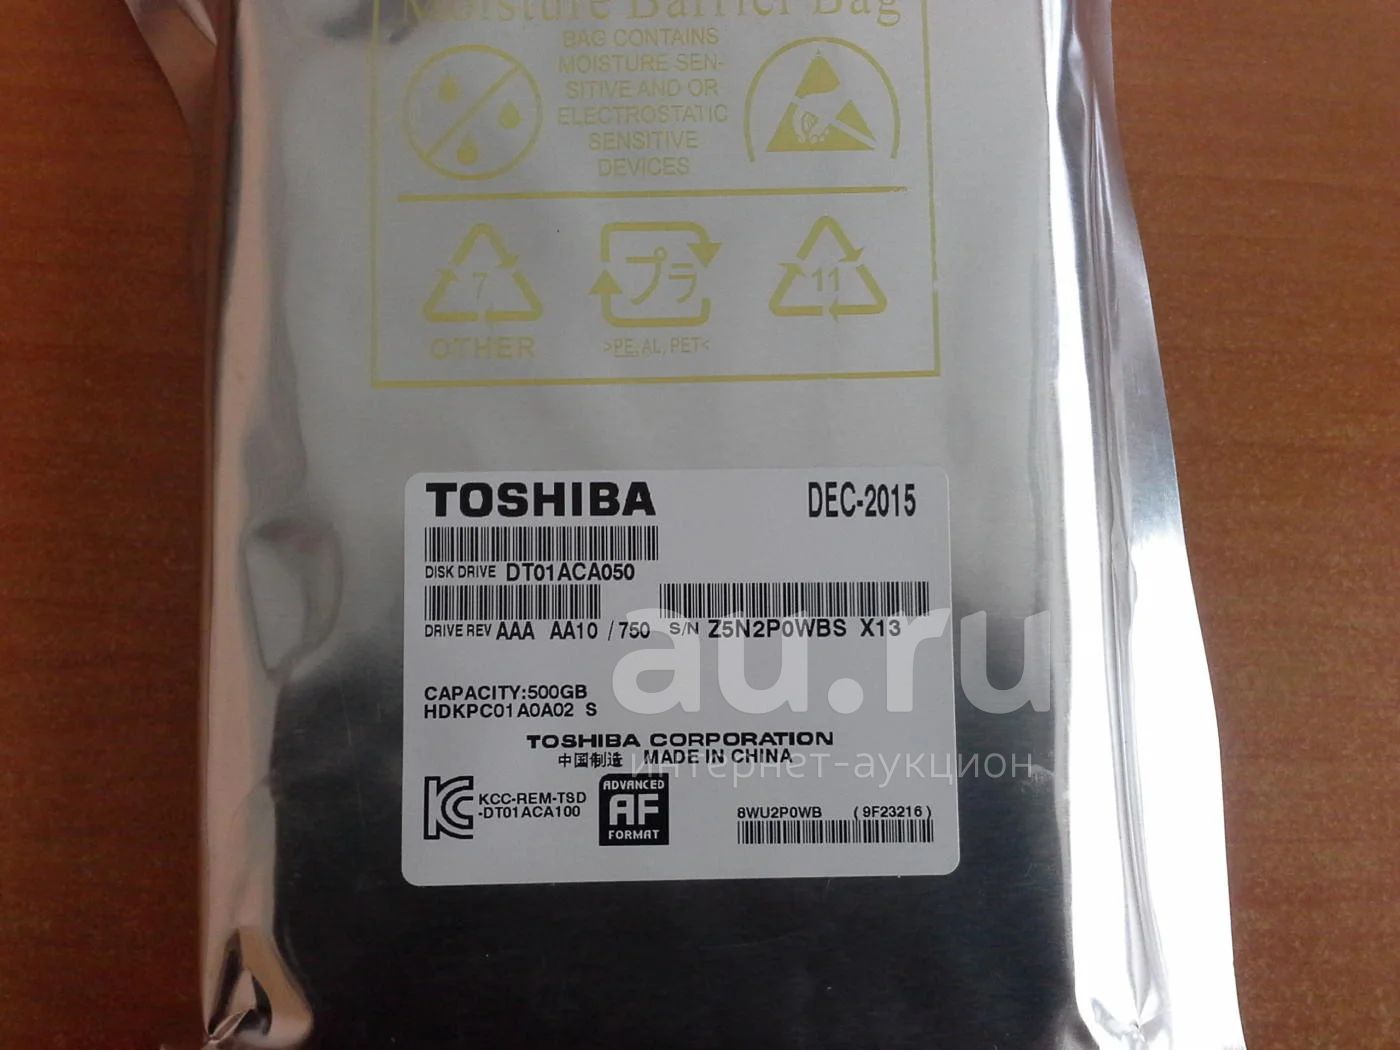 Moisture Barrier Bag
BAG CONTAINS
MOISTURE SEN-
SITIVE AND OR
ELECTROSTATIC
SENSITIVE
DEVICES
7
プラ
11
OTHER
>PE, AL, PET<
TOSHIBA DEC-2015
DISK DRIVE DT01ACA050
DRIVE REV AAA AA10 / 750 S/N Z5N2P0WBS X13
au.ru
CAPACITY:500GB
HDKPC01A0A02 S
TOSHIBA CORPORATION
中国制造 MADE IN CHINA
интернет-аукцион
KCC-REM-TSD
-DT01ACA100
ADVANCED
AF
FORMAT
8WU2P0WB ( 9F23216 )